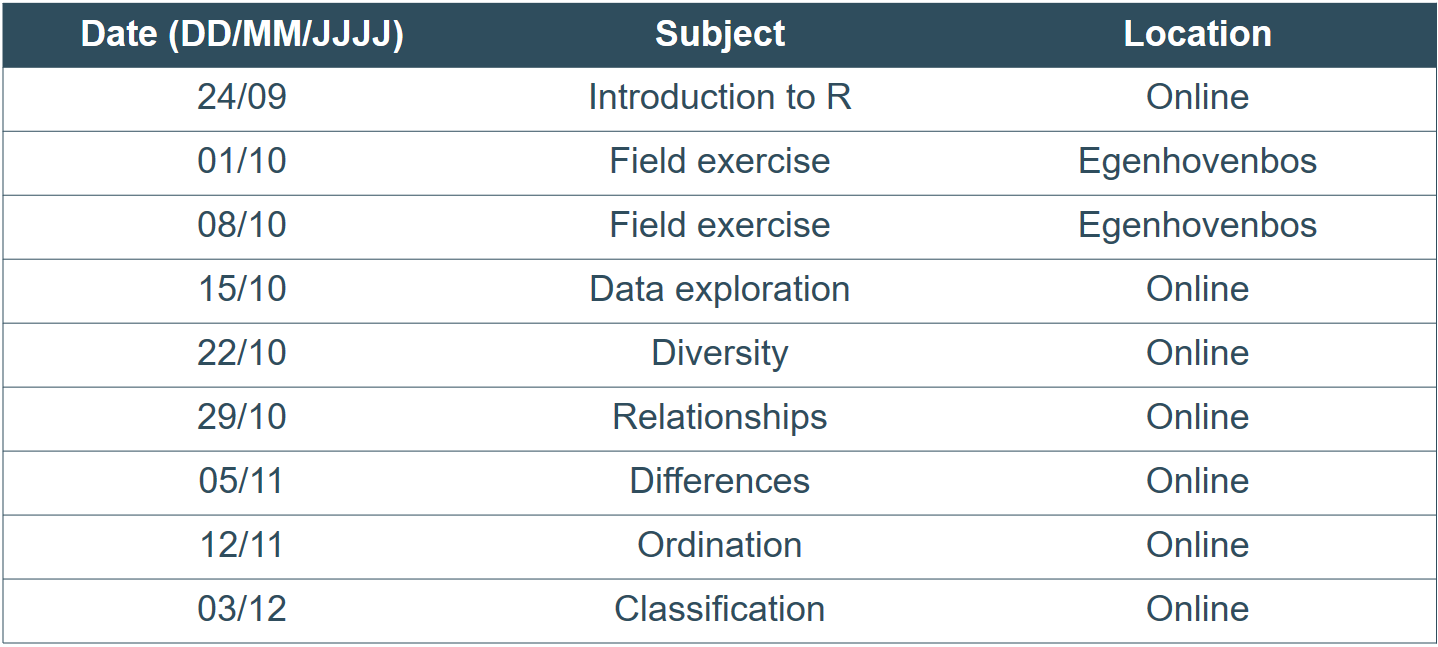 Date (DD/MM/JJJJ) Subject Location
24/09 Introduction to R Online
01/10 Field exercise Egenhovenbos
08/10 Field exercise Egenhovenbos
15/10 Data exploration Online
22/10 Diversity Online
29/10 Relationships Online
05/11 Differences Online
12/11 Ordination Online
03/12 Classification Online